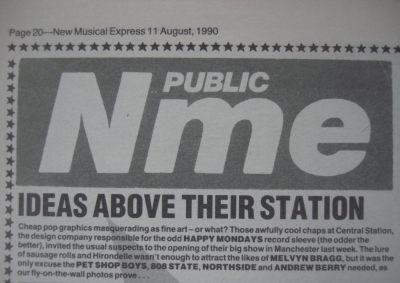 Page 20—New Musical Express 11 August, 1990
PUBLIC
Nme
IDEAS ABOVE THEIR STATION
Cheap pop graphics masquerading as fine art – or what? Those awfully cool chaps at Central Station,
the design company responsible for the odd HAPPY MONDAYS record sleeve (the odder the
better), invited the usual suspects to the opening of their big show in Manchester last week. The lure
of sausage rolls and Hirondelle wasn't enough to attract the likes of MELVYN BRAGG, but it was the
only excuse the PET SHOP BOYS, 808 STATE, NORTHSIDE and ANDREW BERRY needed, as
our fly-on-the-wall photos prove . . .